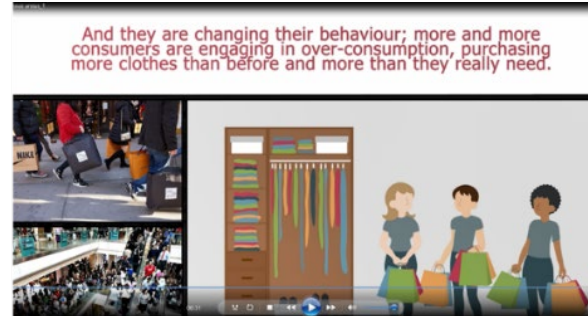 And they are changing their behaviour; more and more
consumers are engaging in over-consumption, purchasing
more clothes than before and more than they really need.